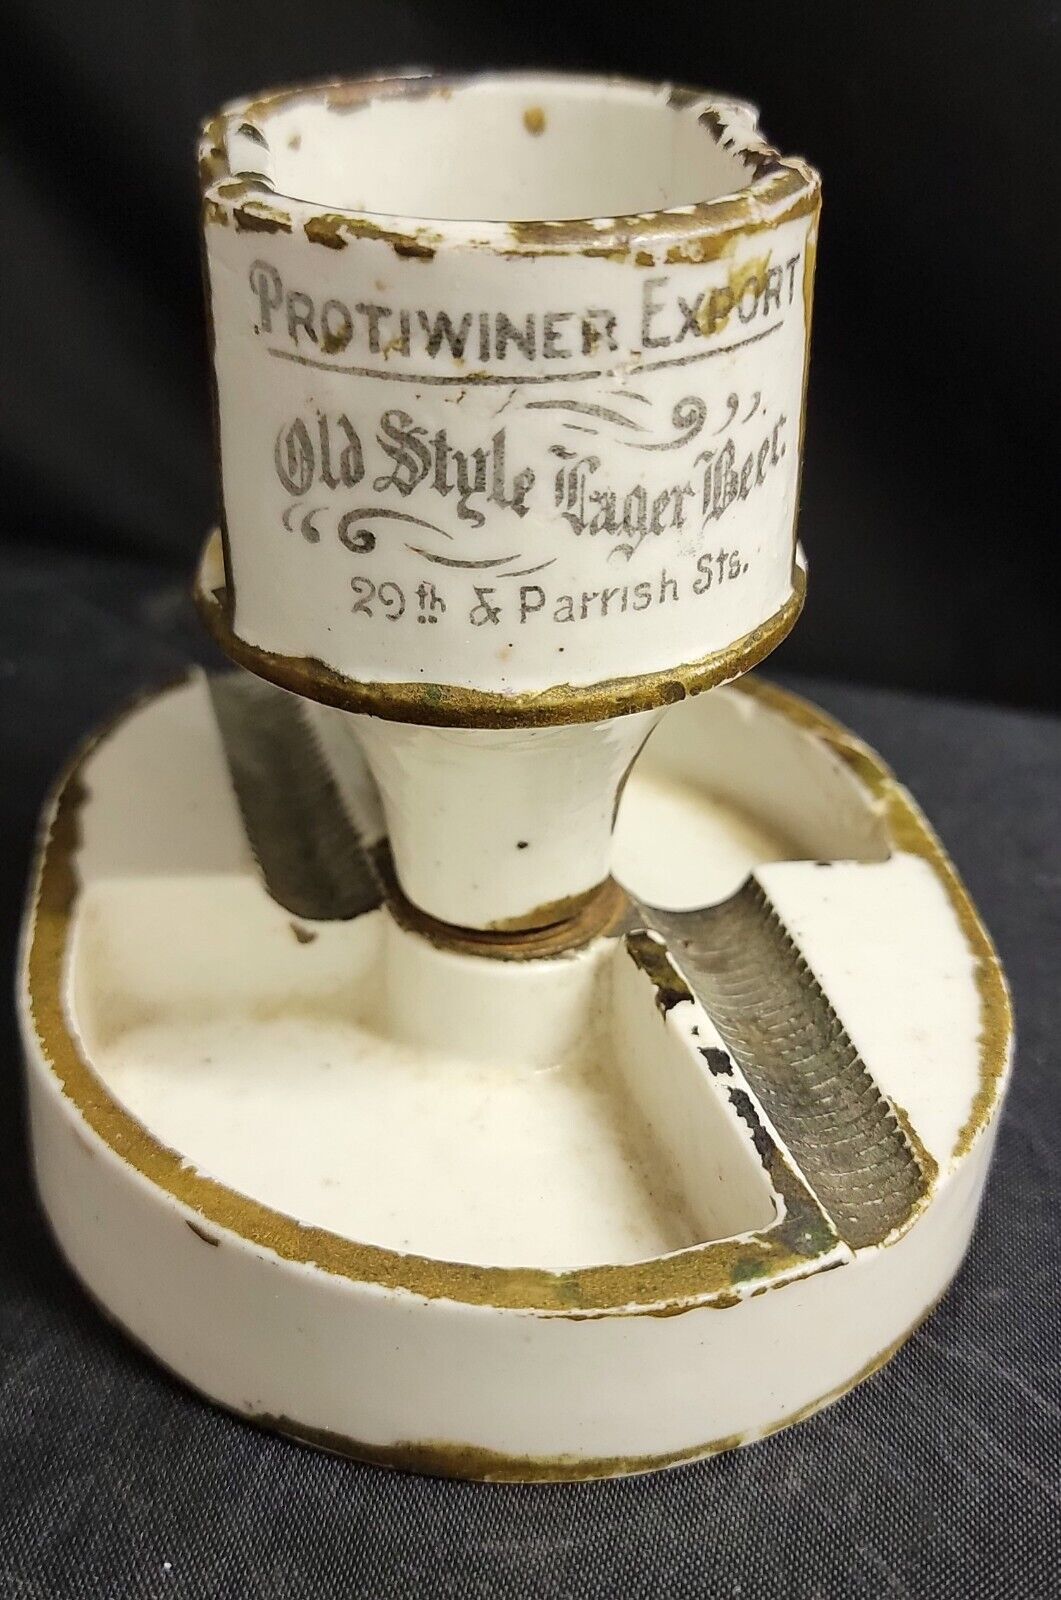 PROTIWINER EXPORT
Old Style Lager Beer.
29th & Parrish Sts.